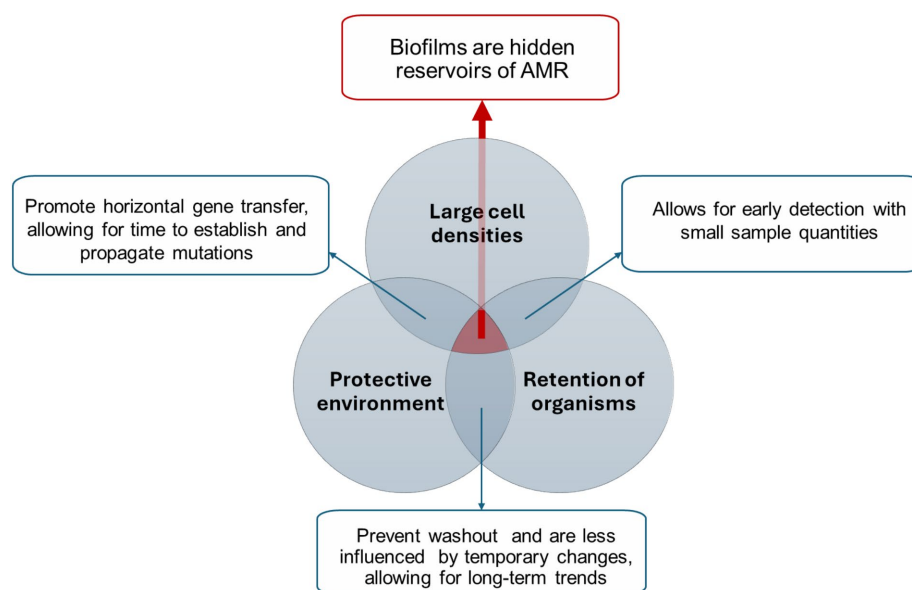 Biofilms are hidden
reservoirs of AMR
Promote horizontal gene transfer,
allowing for time to establish and
propagate mutations
Large cell
densities
Allows for early detection with
small sample quantities
Protective
environment
Retention of
organisms
Prevent washout and are less
influenced by temporary changes,
allowing for long-term trends